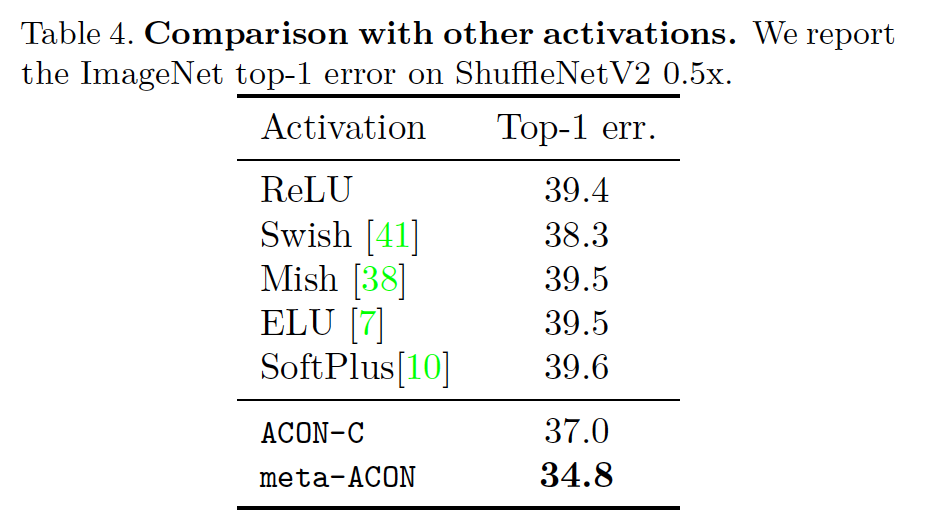 Table 4. Comparison with other activations. We report
the ImageNet top-1 error on ShuffleNetV2 0.5x.
Activation Top-1 err.
ReLU 39.4
Swish [41] 38.3
Mish [38] 39.5
ELU [7] 39.5
SoftPlus[10] 39.6
ACON-C 37.0
meta-ACON 34.8